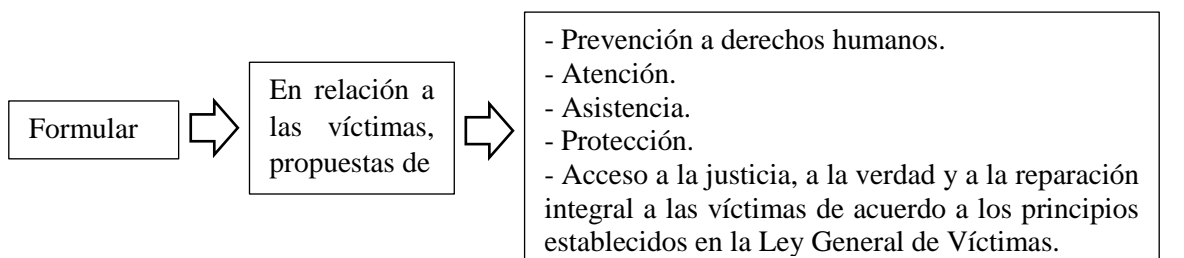 Formular
En relación a
las víctimas,
propuestas de
- Prevención a derechos humanos.
- Atención.
- Asistencia.
- Protección.
- Acceso a la justicia, a la verdad y a la reparación
integral a las víctimas de acuerdo a los principios
establecidos en la Ley General de Víctimas.